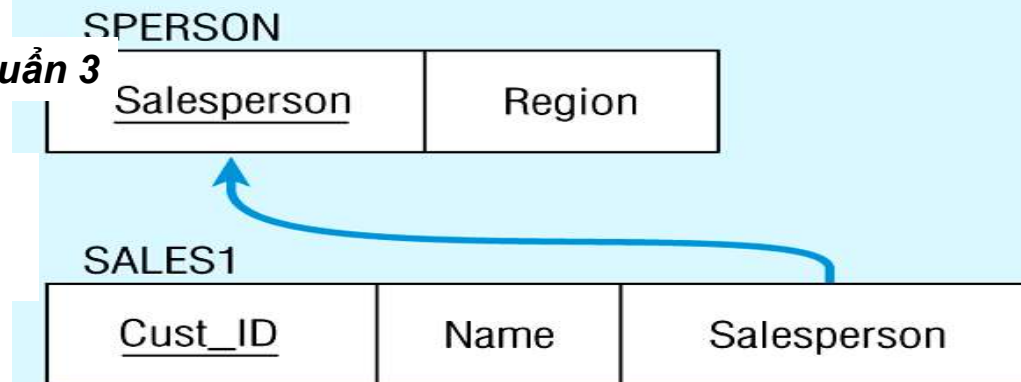 SPERSON
uẩn 3
Salesperson Region
SALES1
Cust_ID Name Salesperson